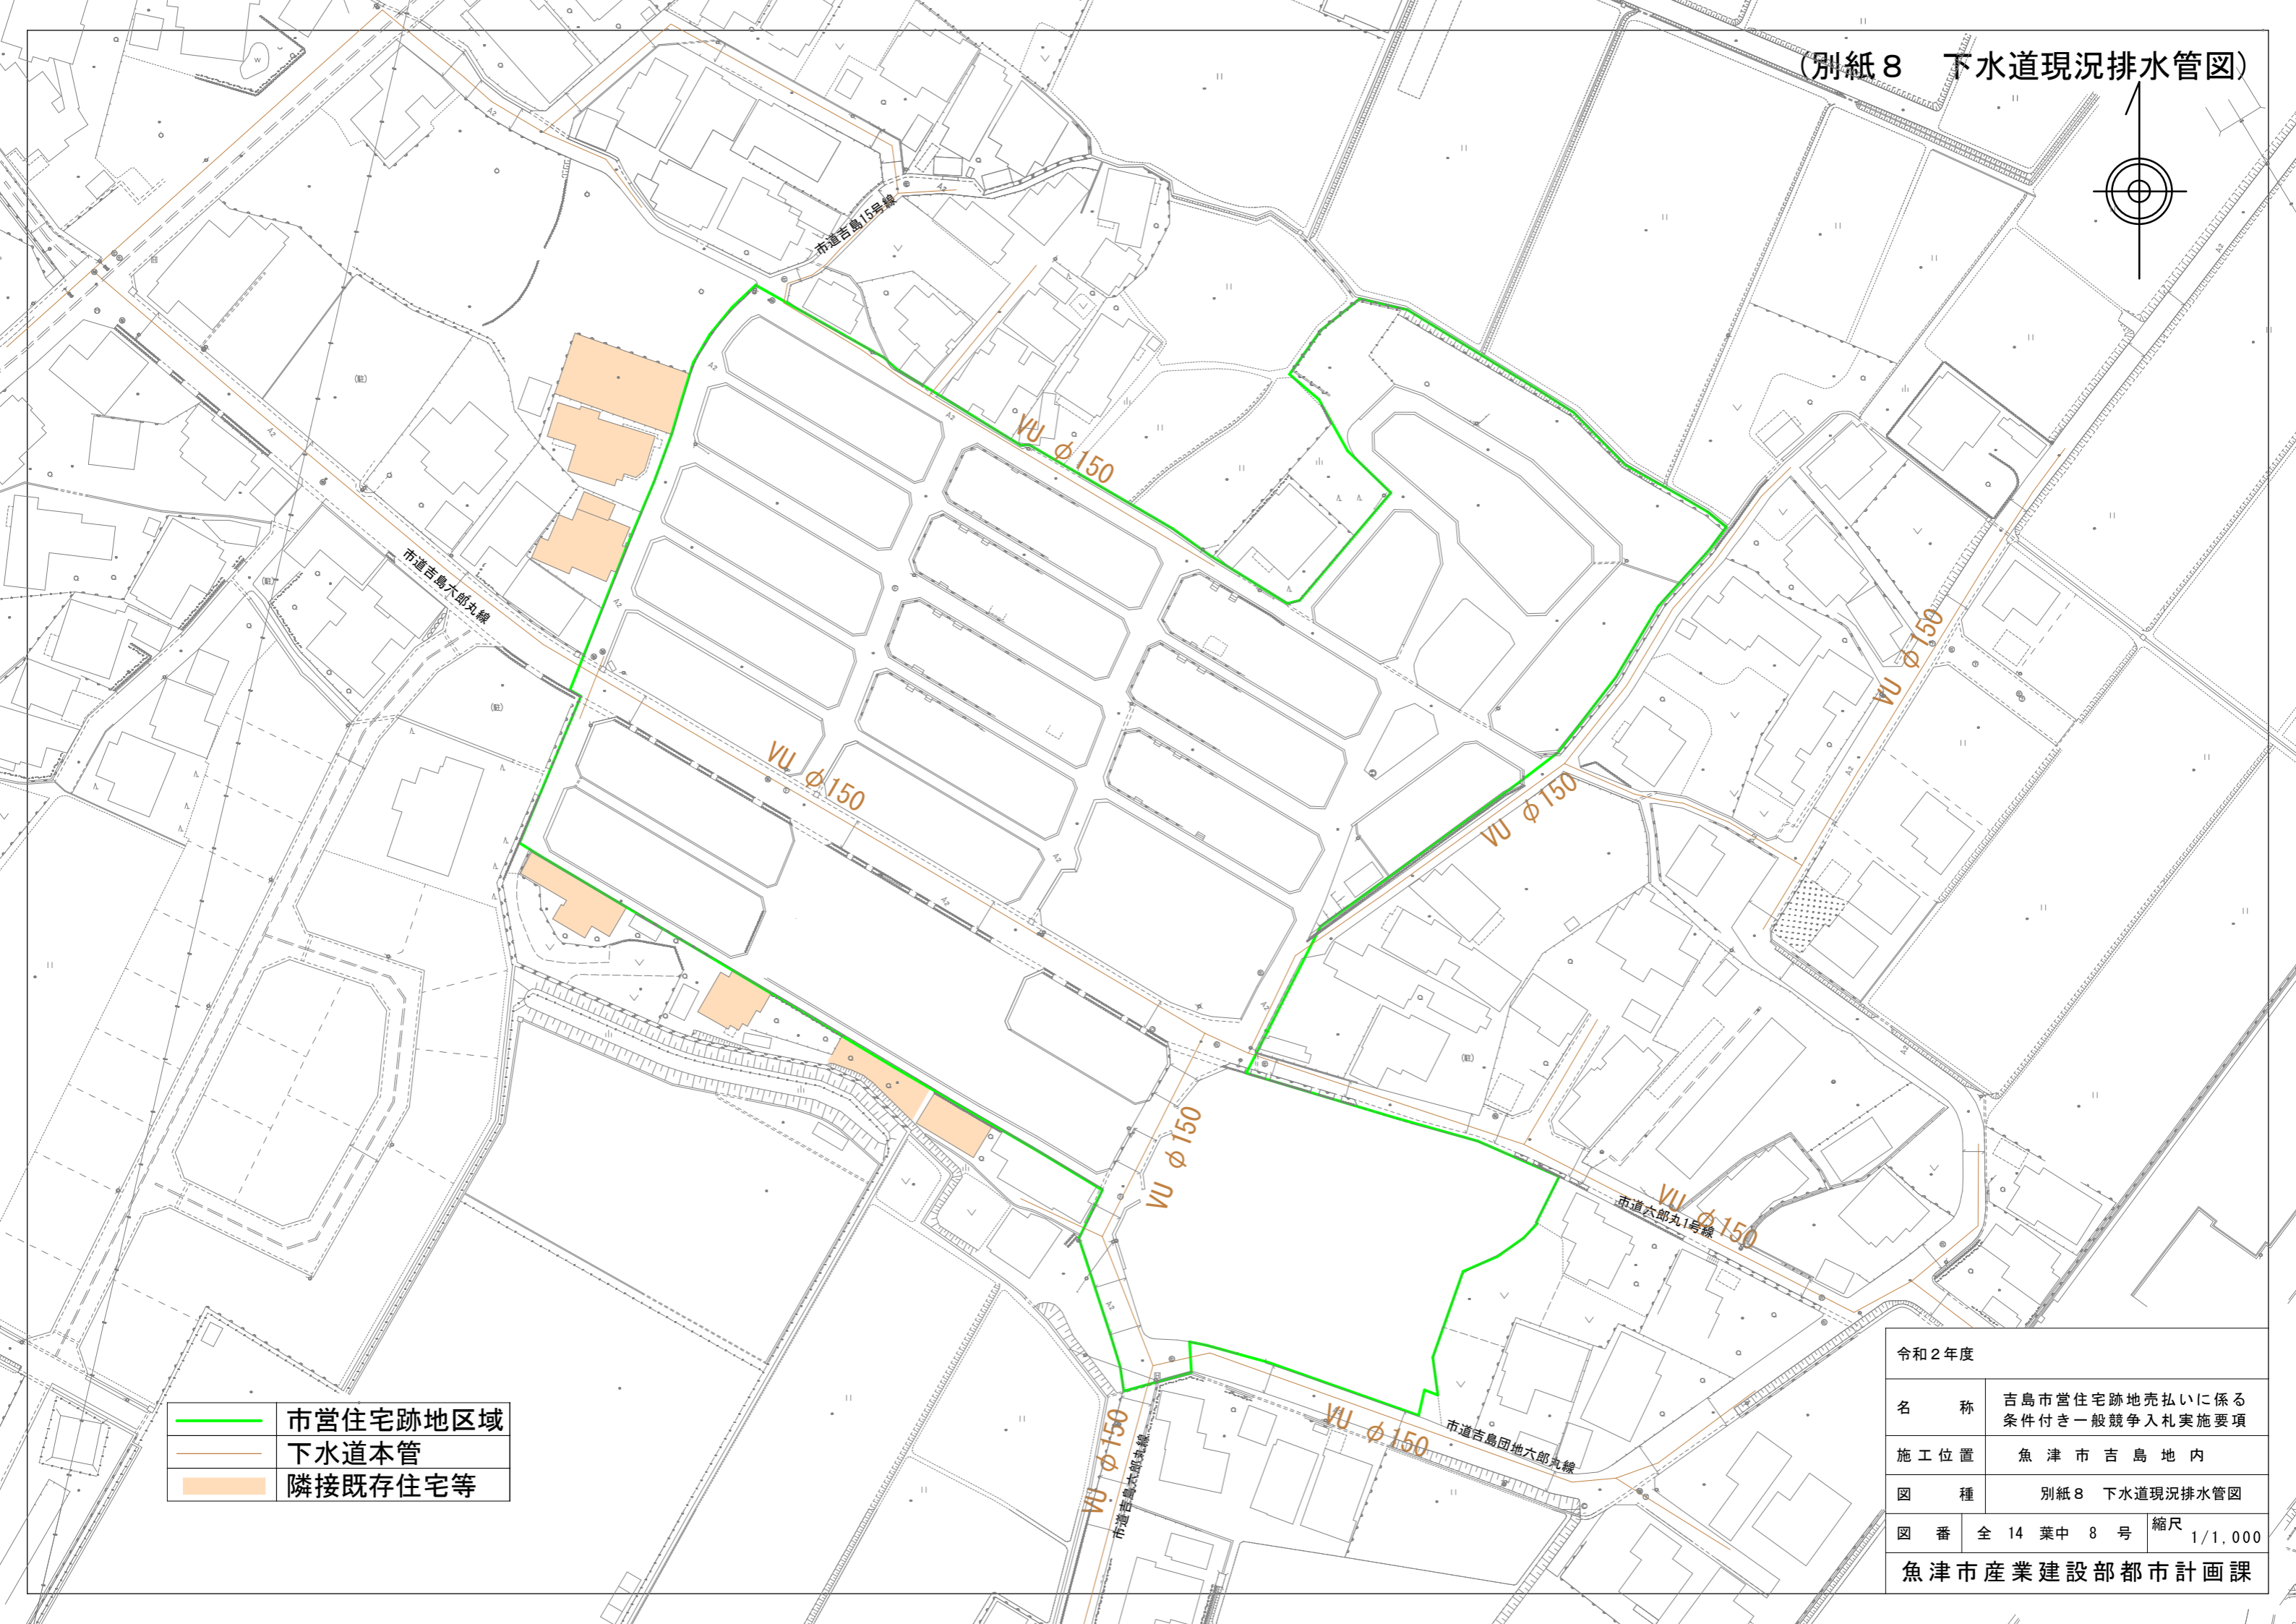 (別紙８　下水道現況排水管図)
市道吉島15号線
VU φ150
市道吉島六郎丸線
VU φ150
VU φ150
VU φ150
VU φ150
VU φ150
市道六郎丸1号線
VU φ150
市道吉島団地六郎丸線
VU φ150
市道吉島六郎丸線
市営住宅跡地区域
下水道本管
隣接既存住宅等
令和２年度
名　称　吉島市営住宅跡地売払いに係る
条件付き一般競争入札実施要項
施工位置　魚津市吉島地内
図　種　別紙８　下水道現況排水管図
図　番　全 14 葉中 8 号　縮尺 1/1,000
魚津市産業建設部都市計画課